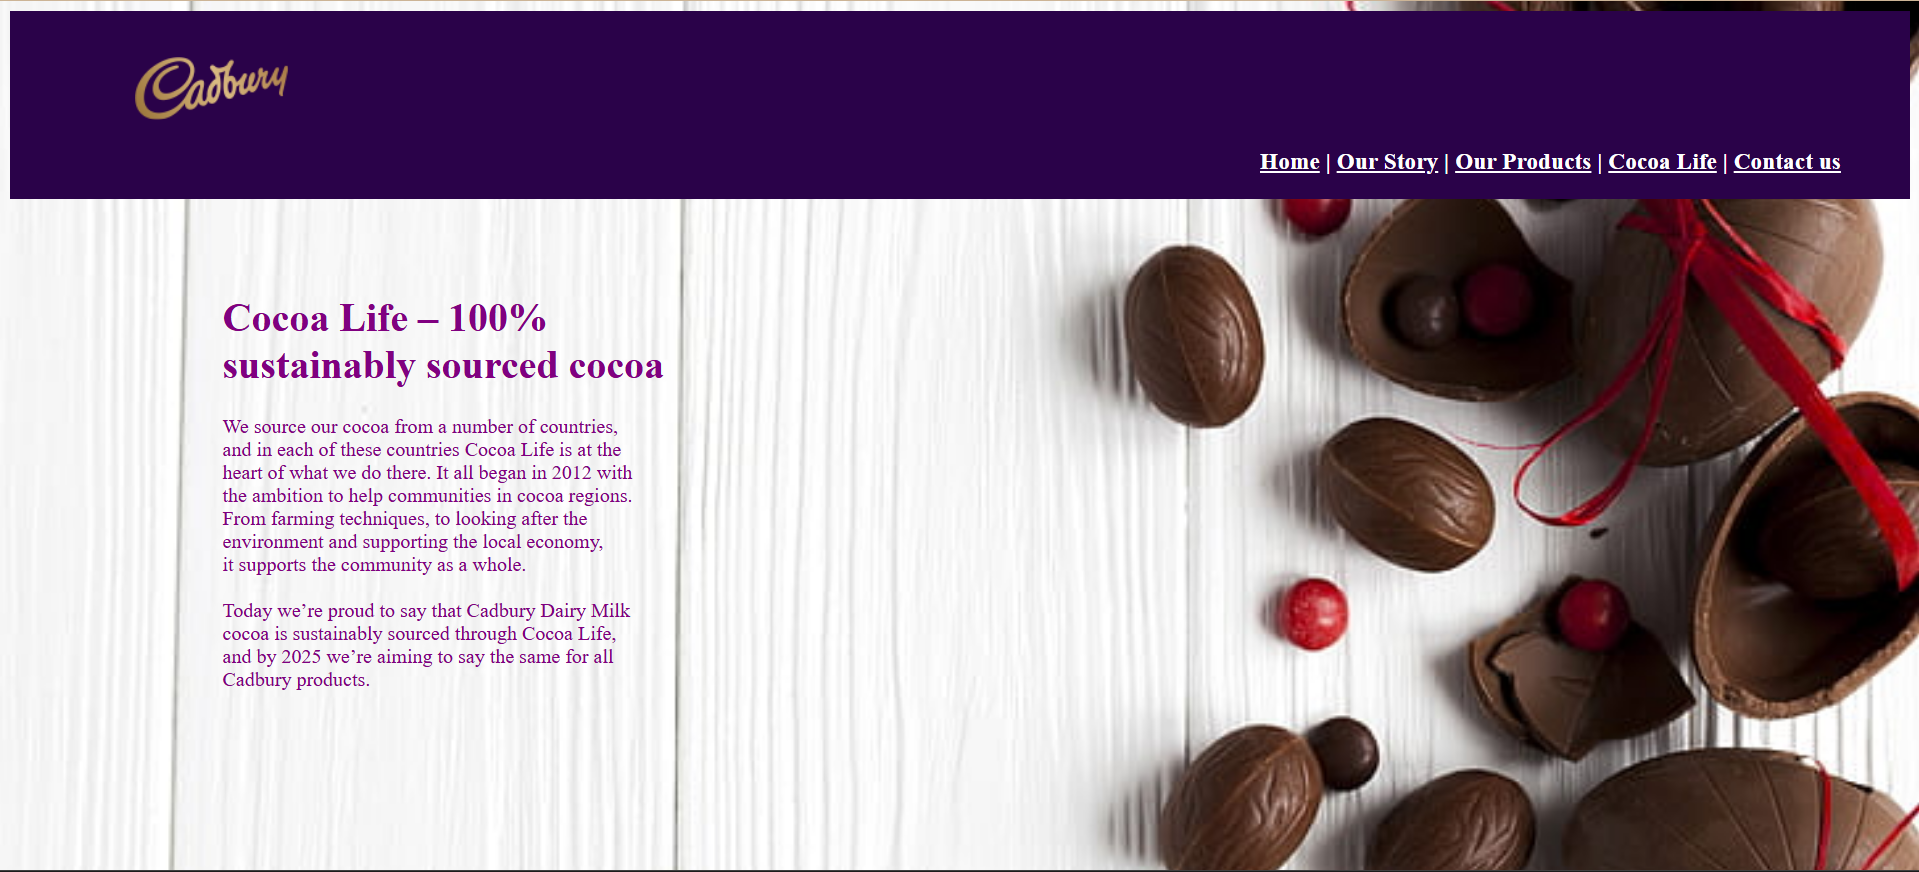 Cadbury
Home | Our Story | Our Products | Cocoa Life | Contact us
Cocoa Life – 100%
sustainably sourced cocoa
We source our cocoa from a number of countries,
and in each of these countries Cocoa Life is at the
heart of what we do there. It all began in 2012 with
the ambition to help communities in cocoa regions.
From farming techniques, to looking after the
environment and supporting the local economy,
it supports the community as a whole.
Today we’re proud to say that Cadbury Dairy Milk
cocoa is sustainably sourced through Cocoa Life,
and by 2025 we’re aiming to say the same for all
Cadbury products.